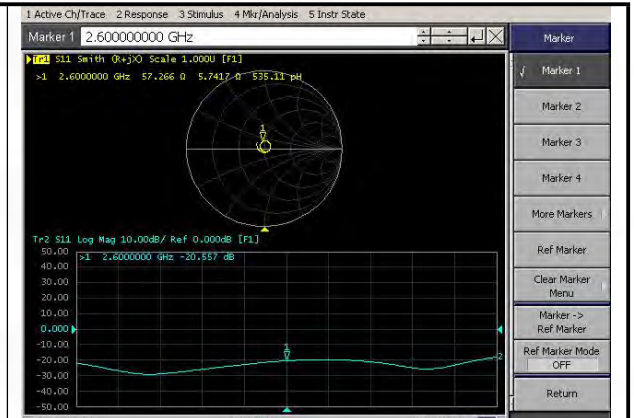 1 Active Ch/Trace 2 Response 3 Stimulus 4 Mkr/Analysis 5 Instr State
Marker 1 2.600000000 GHz
Marker
Tr1 S11 Smith (R+jX) Scale 1.000U [F1]
>1 2.6000000 GHz 57.266 Ω 5.7417 Ω 535.11 pH
1
Marker 1
Marker 2
Marker 3
Marker 4
More Markers
Ref Marker
Clear Marker
Menu
Marker ->
Ref Marker
Ref Marker Mode
OFF
Return
Tr2 S11 Log Mag 10.00dB/ Ref 0.000dB [F1]
50.00
>1 2.6000000 GHz -20.557 dB
40.00
30.00
20.00
10.00
0.000
-10.00
1
-20.00
2
-30.00
-40.00
-50.00